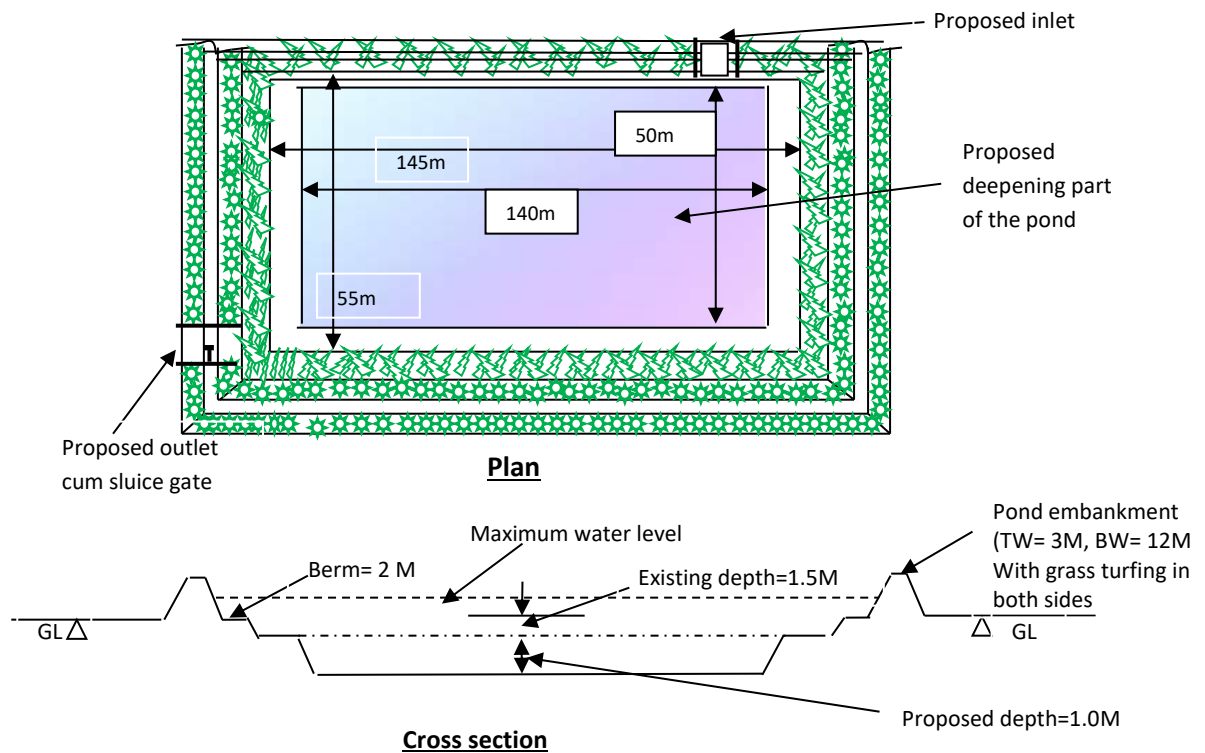 Proposed inlet
50m
145m
Proposed
deepening part
of the pond
140m
55m
Proposed outlet
cum sluice gate
Plan
Pond embankment
(TW= 3M, BW= 12M
With grass turfing in
both sides
Maximum water level
Berm= 2 M
Existing depth=1.5M
GL
GL
Proposed depth=1.0M
Cross section